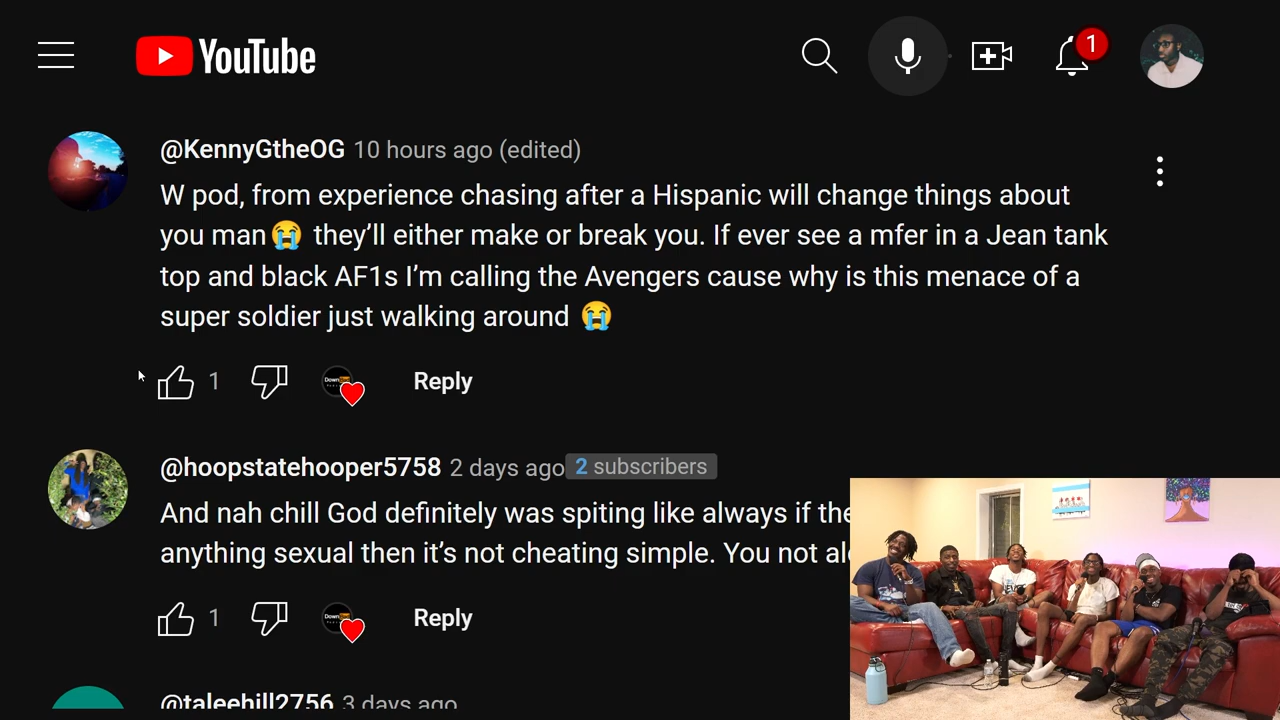 YouTube
1
@KennyGtheOG 10 hours ago (edited)
W pod, from experience chasing after a Hispanic will change things about
you man😭 they’ll either make or break you. If ever see a mfer in a Jean tank
top and black AF1s I’m calling the Avengers cause why is this menace of a
super soldier just walking around 😭
1 Reply
@hoopstatehooper5758 2 days ago 2 subscribers
And nah chill Go definitely was spiting like always if the
anything sexual then it’s not cheating simple. You not al
1 Reply
@taleehill2756 3 days ago